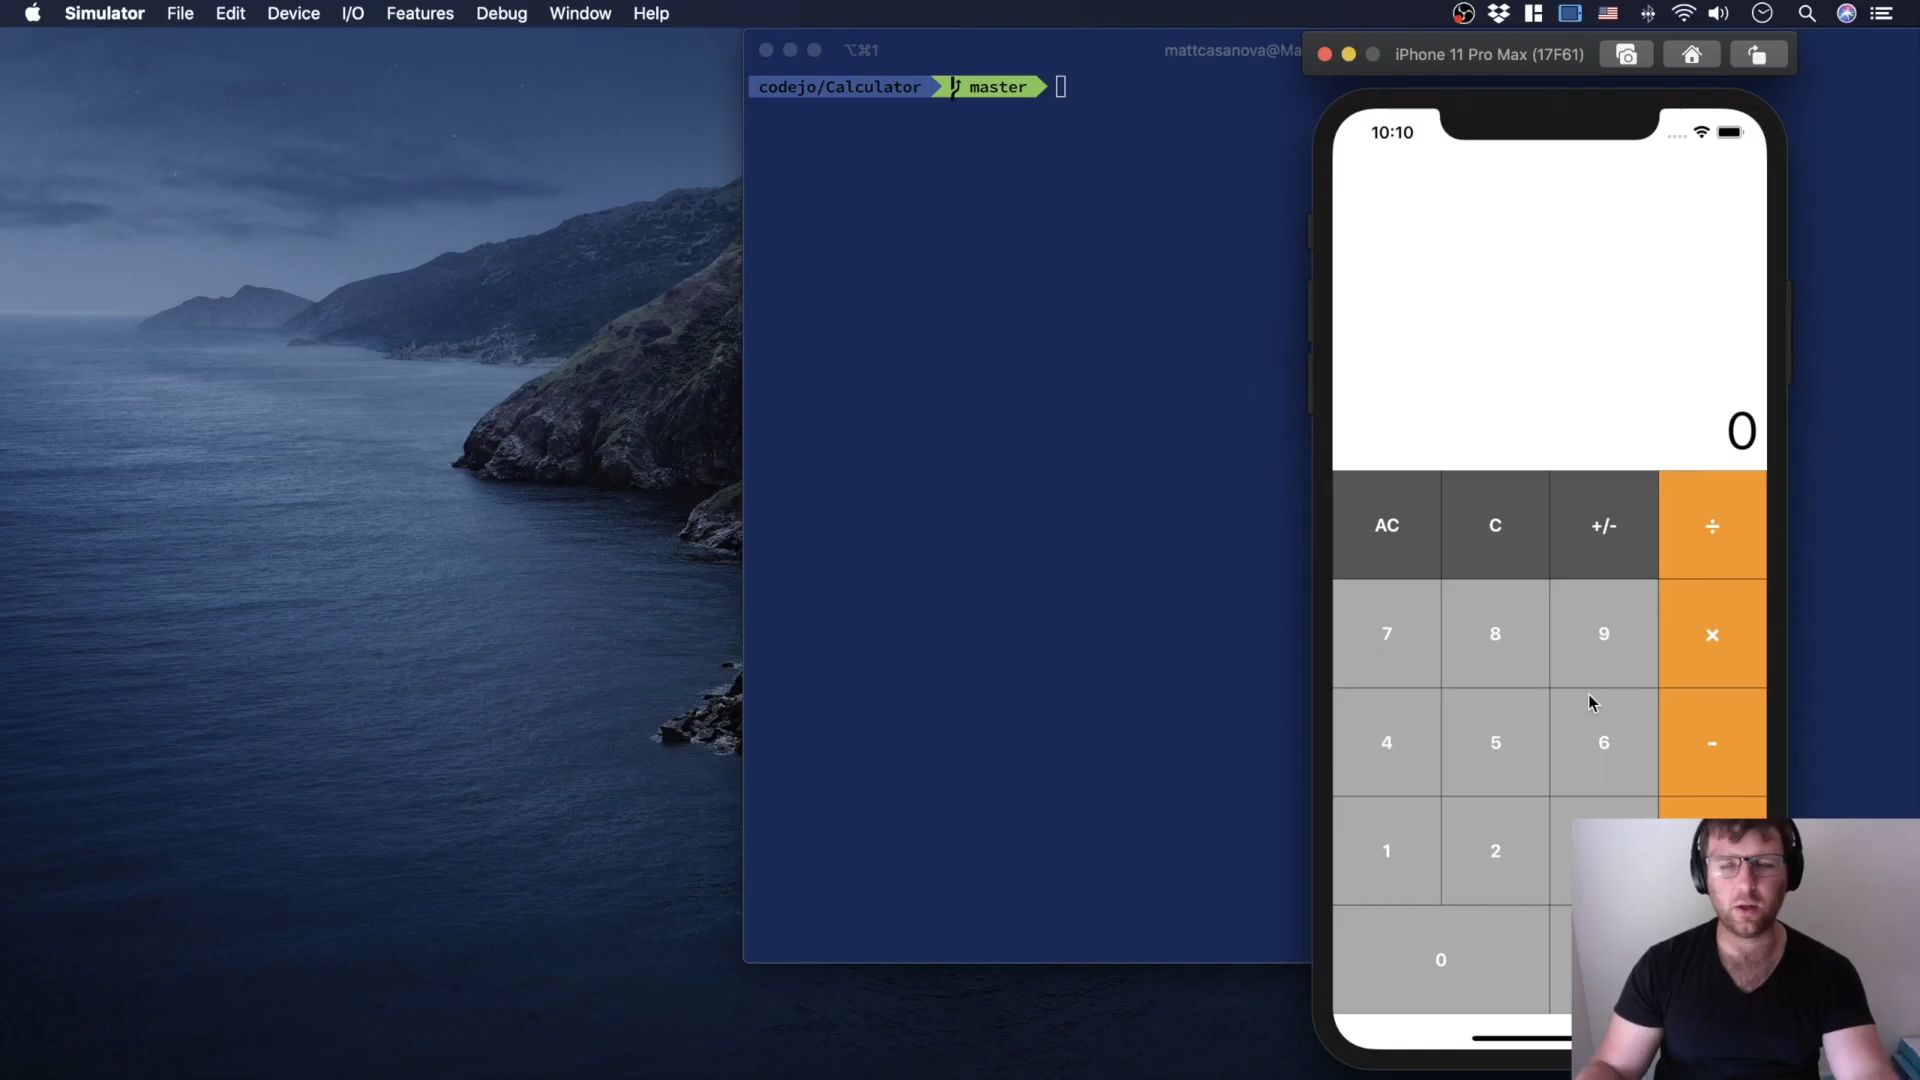 Simulator File Edit Device I/O Features Debug Window Help
⌥⌘1 mattcasanova@Ma
codejo/Calculator master
iPhone 11 Pro Max (17F61)
10:10
0
AC C +/- ÷
7 8 9 ×
4 5 6 -
1 2
0